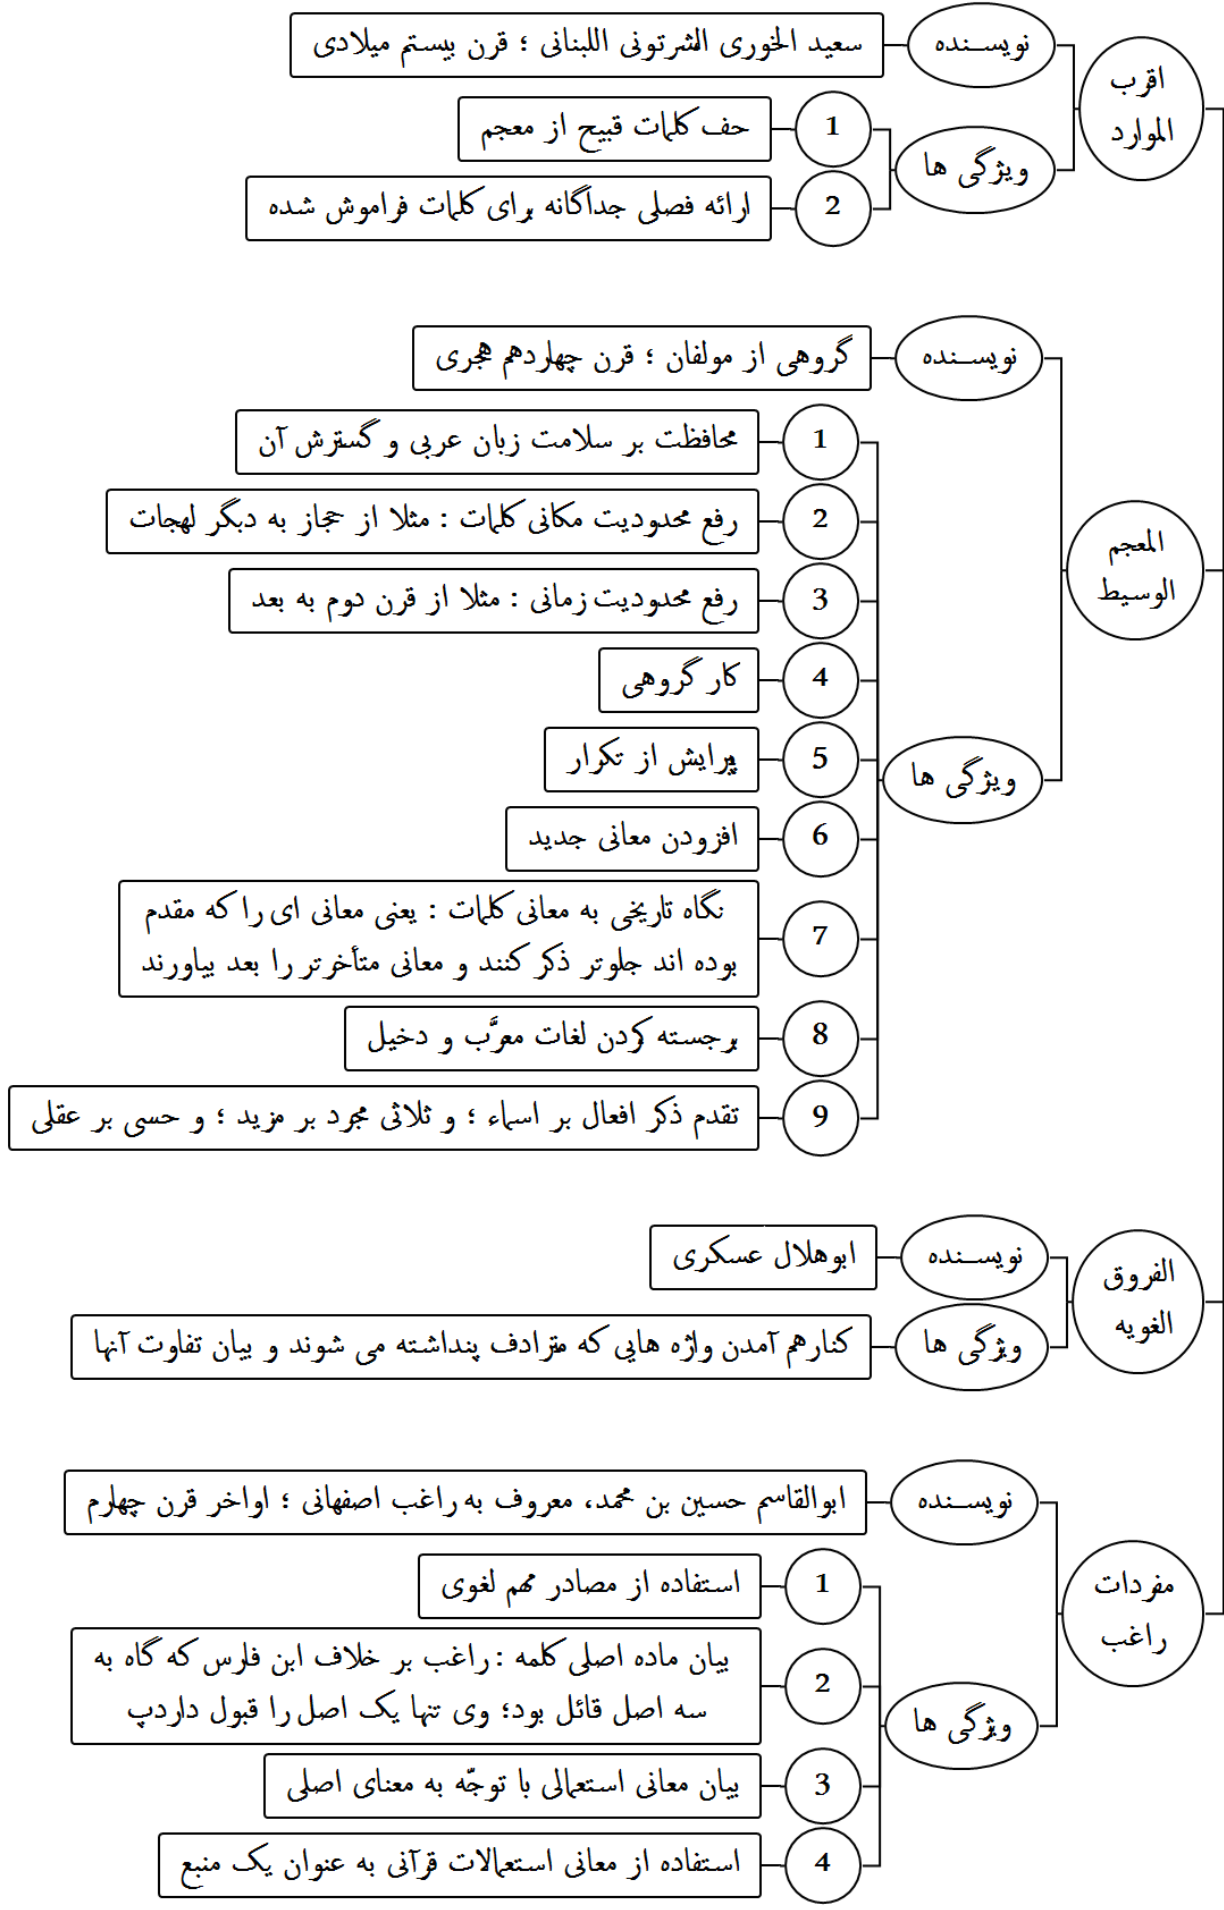 اقرب
الموارد
نویسنده
سعید الخوری الشرتونی اللبنانی ؛ قرن بیستم میلادی
ویژگی ها
1
حف کلمات قبیح از معجم
2
ارائه فصلی جداگانه برای کلمات فراموش شده
المعجم
الوسیط
نویسنده
گروهی از مولفان ؛ قرن چهاردهم هجری
ویژگی ها
1
محافظت بر سلامت زبان عربی و گسترش آن
2
رفع محدودیت مکانی کلمات : مثلا از حجاز به دبگر لهجات
3
رفع محدودیت زمانی : مثلا از قرن دوم به بعد
4
کار گروهی
5
پیرایش از تکرار
6
افزودن معانی جدید
7
نگاه تاریخی به معانی کلمات : یعنی معانی ای را که مقدم
بوده اند جلوتر ذکر کنند و معانی متأخرتر را بعد بیاورند
8
برجسته کردن لغات معرَّب و دخیل
9
تقدم ذکر افعال بر اسماء ؛ و ثلاثی مجرد بر مزید ؛ و حسی بر عقلی
الفروق
الغویه
نویسنده
ابوهلال عسکری
ویژگی ها
کنارهم آمدن واژه هایی که مترادف پنداشته می شوند و بیان تفاوت آنها
مفردات
راغب
نویسنده
ابوالقاسم حسین بن محمد، معروف به راغب اصفهانی ؛ اواخر قرن چهارم
ویژگی ها
1
استفاده از مصادر مهم لغوی
2
بیان ماده اصلی کلمه : راغب بر خلاف ابن فارس که گاه به
سه اصل قائل بود؛ وی تنها یک اصل را قبول داردپ
3
بیان معانی استعمالی با توجّه به معنای اصلی
4
استفاده از معانی استعمالات قرآنی به عنوان یک منبع